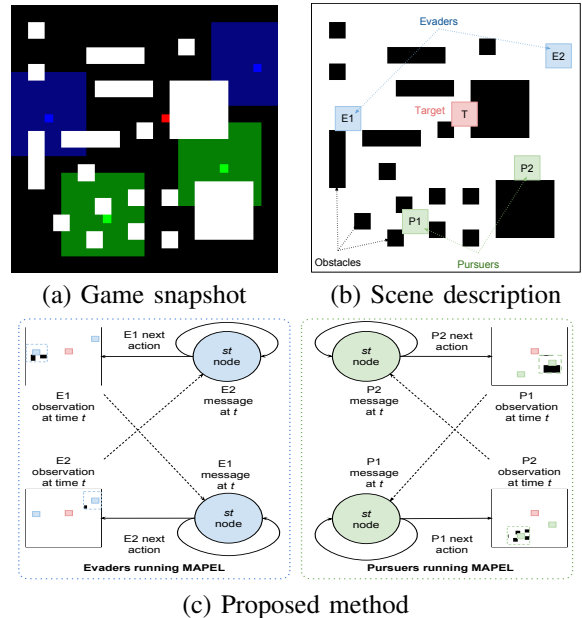 Evaders
E2
E1
Target
T
P2
P1
Obstacles
Pursuers
(a) Game snapshot
(b) Scene description
E1 next
action
st
node
E1
observation
at time t
E2
message
at t
E2
observation
at time t
E1
message
at t
st
node
E2 next
action
Evaders running MAPEL
st
node
P2 next
action
P2
message
at t
P1
observation
at time t
P1
message
at t
P2
observation
at time t
st
node
P1 next
action
Pursuers running MAPEL
(c) Proposed method